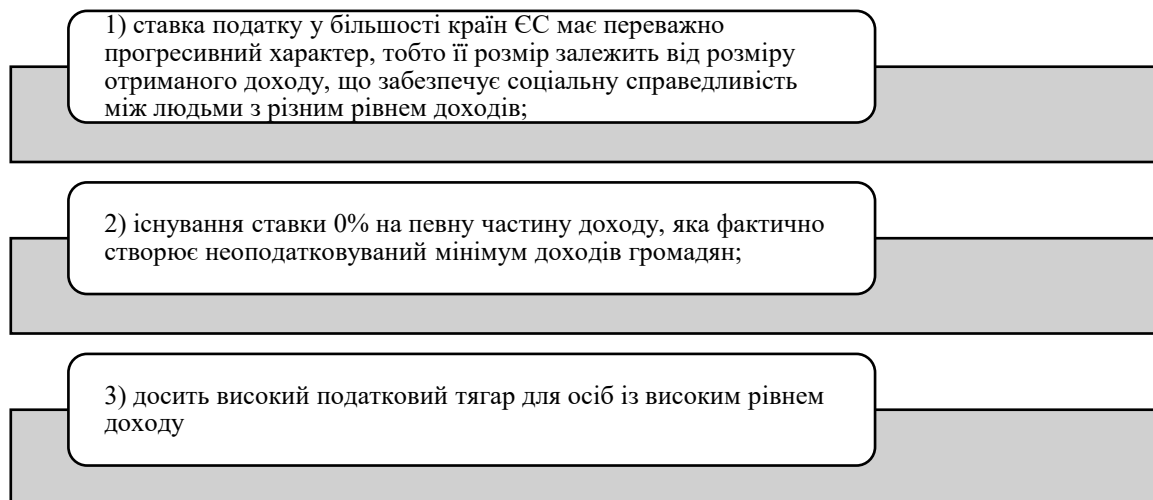 1) ставка податку у більшості країн ЄС має переважно
прогресивний характер, тобто її розмір залежить від розміру
отриманого доходу, що забезпечує соціальну справедливість
між людьми з різним рівнем доходів;
2) існування ставки 0% на певну частину доходу, яка фактично
створює неоподатковуваний мінімум доходів громадян;
3) досить високий податковий тягар для осіб із високим рівнем
доходу